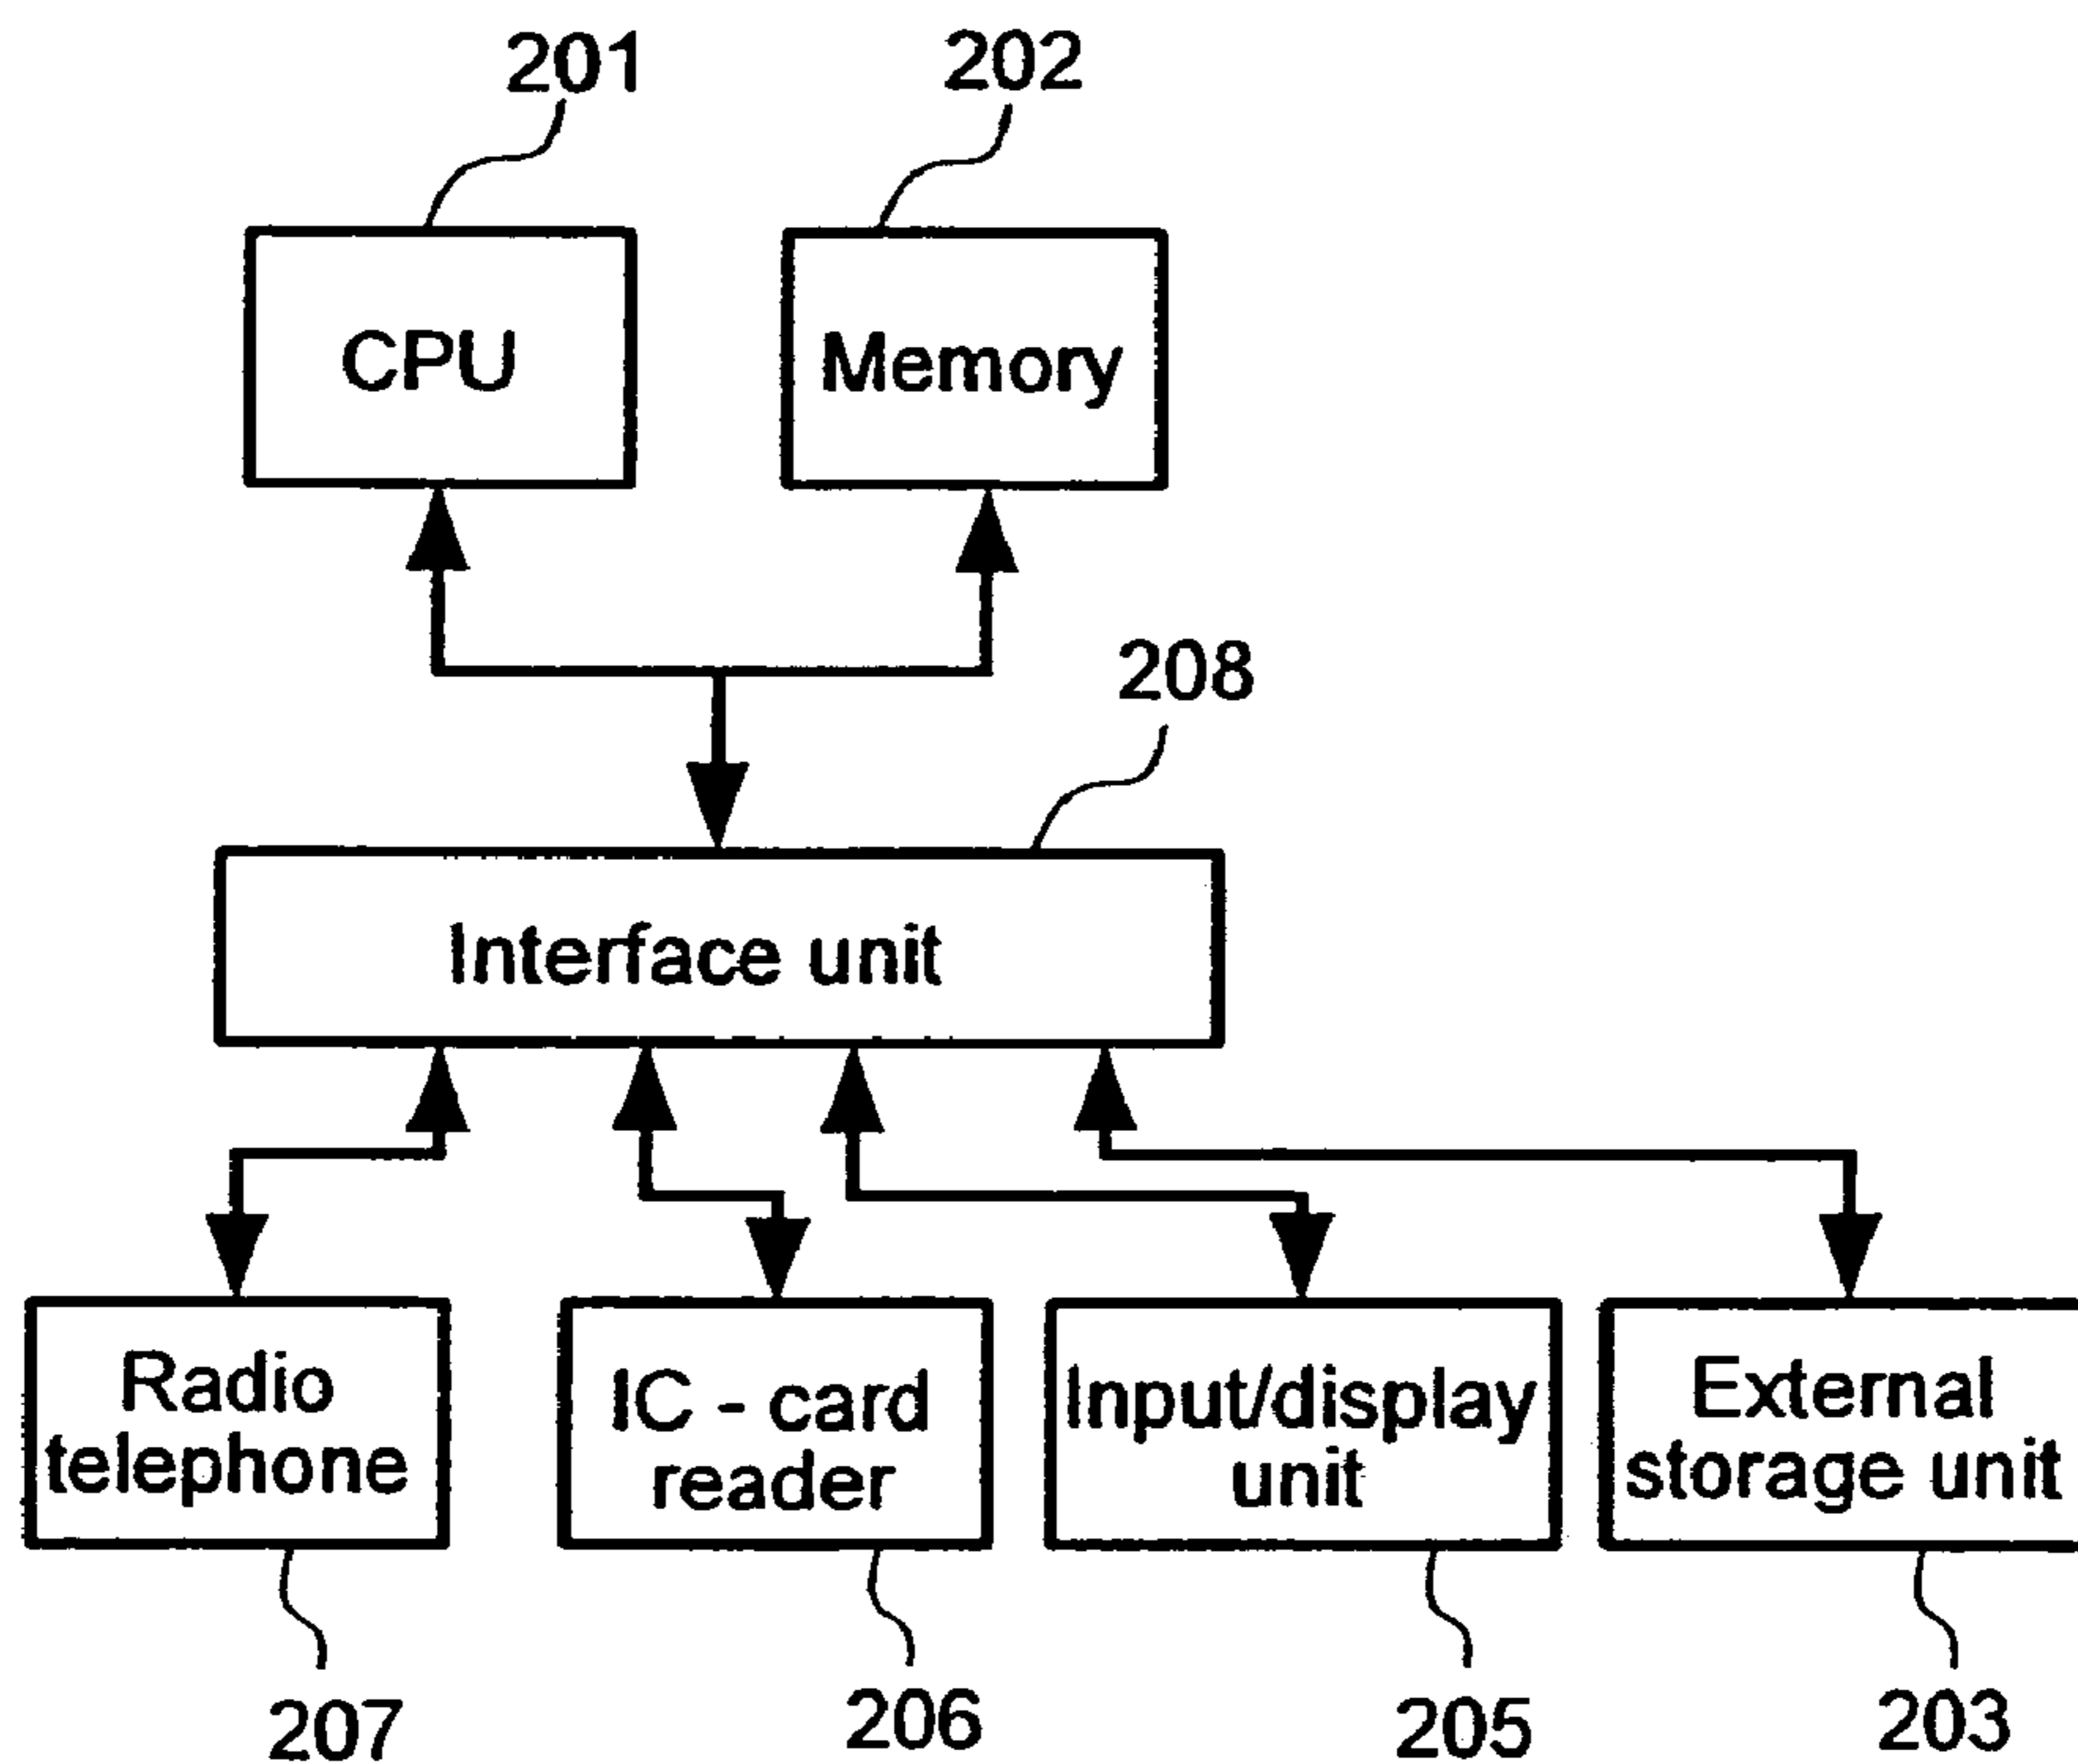 201
202
CPU
Memory
208
Interface unit
Radio
telephone
IC - card
reader
Input/display
unit
External
storage unit
207
206
205
203